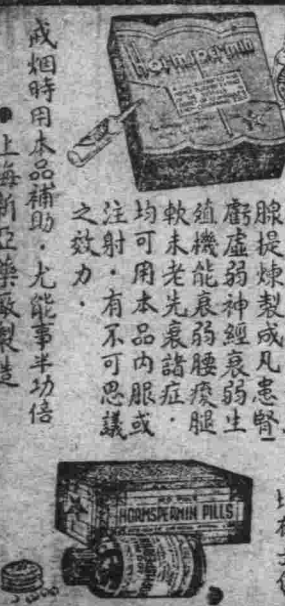 HORMSPERMIN
腺提煉製成凡患腎
虧虛弱神經衰弱生
殖機能衰弱腰痠腿
軟未老先衰諸症．
均可用本品內服或
注射．有不可思議
之效力．
戒烟時用本品補助．尤能事半功倍
●上海新亞藥廠製造
HORMSPERMIN PILLS